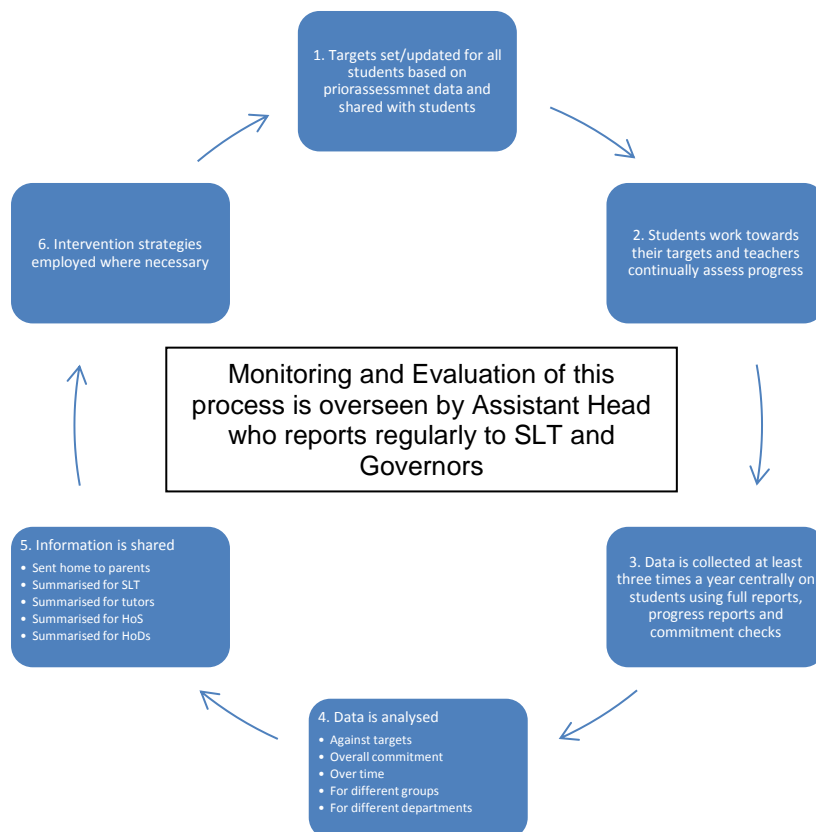 1. Targets set/updated for all
students based on
priorassessmnet data and
shared with students
2. Students work towards
their targets and teachers
continually assess progress
3. Data is collected at least
three times a year centrally on
students using full reports,
progress reports and
commitment checks
4. Data is analysed
• Against targets
• Overall commitment
• Over time
• For different groups
• For different departments
5. Information is shared
• Sent home to parents
• Summarised for SLT
• Summarised for tutors
• Summarised for HoS
• Summarised for HoDs
6. Intervention strategies
employed where necessary
Monitoring and Evaluation of this
process is overseen by Assistant Head
who reports regularly to SLT and
Governors